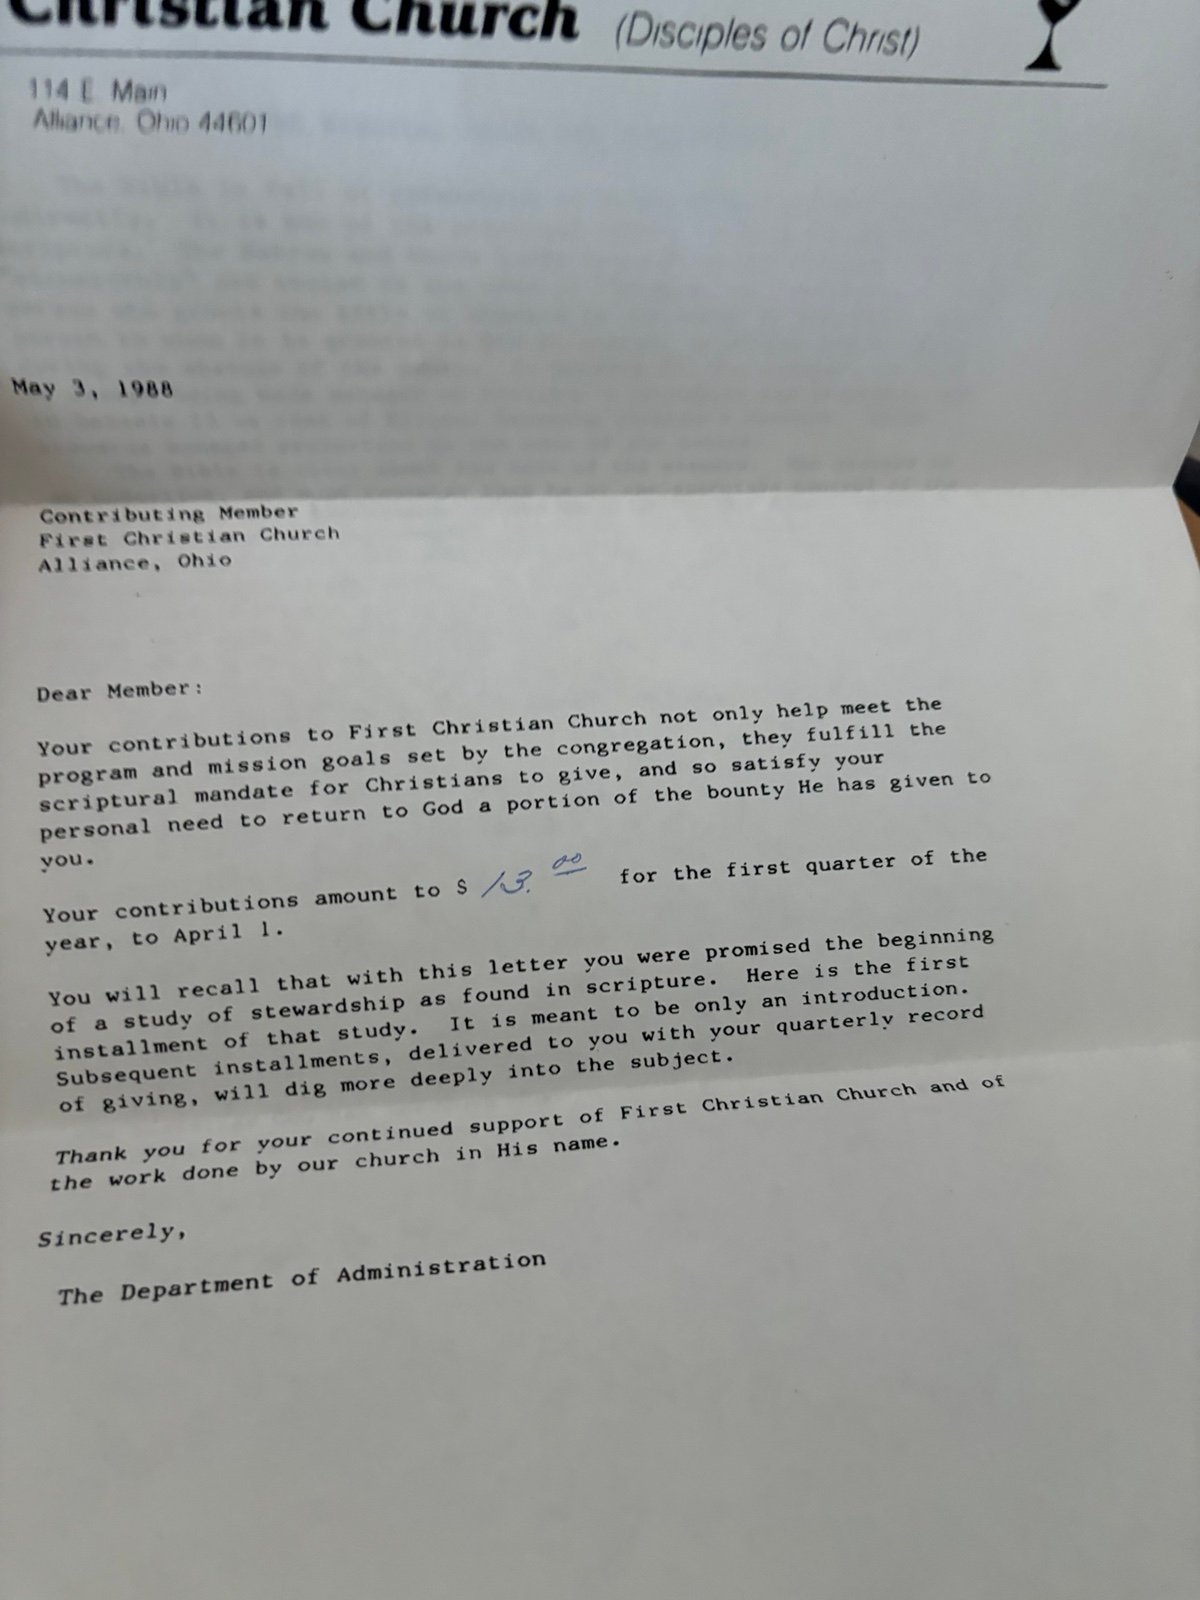 Christian Church (Disciples of Christ)
114 E. Main
Alliance, Ohio 44601
May 3, 1988
Contributing Member
First Christian Church
Alliance, Ohio
Dear Member:
Your contributions to First Christian Church not only help meet the
program and mission goals set by the congregation, they fulfill the
scriptural mandate for Christians to give, and so satisfy your
personal need to return to God a portion of the bounty He has given to
you.
Your contributions amount to $ 13.00 for the first quarter of the
year, to April 1.
You will recall that with this letter you were promised the beginning
of a study of stewardship as found in scripture. Here is the first
installment of that study. It is meant to be only an introduction.
Subsequent installments, delivered to you with your quarterly record
of giving, will dig more deeply into the subject.
Thank you for your continued support of First Christian Church and of
the work done by our church in His name.
Sincerely,
The Department of Administration